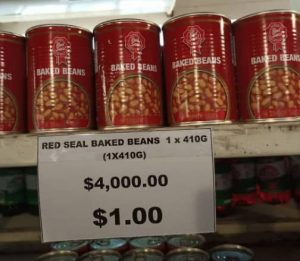 BAKED BEANS
BAKED BEANS
BAKED BEANS
BAKED BEANS
RED SEAL BAKED BEANS 1 x 410G
(1X410G)
$4,000.00
$1.00